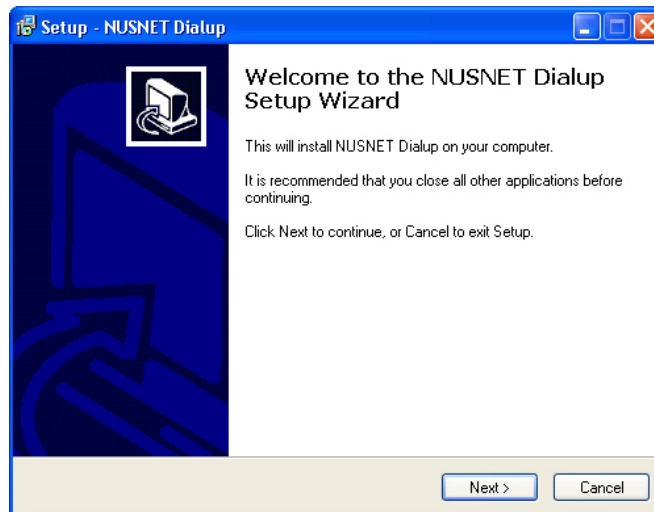 Setup - NUSNET Dialup
Welcome to the NUSNET Dialup
Setup Wizard
This will install NUSNET Dialup on your computer.
It is recommended that you close all other applications before
continuing.
Click Next to continue, or Cancel to exit Setup.
Next >
Cancel